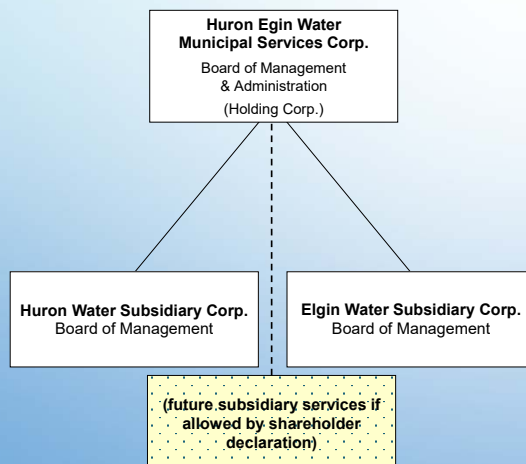 Huron Egin Water
Municipal Services Corp.
Board of Management
& Administration
(Holding Corp.)
Huron Water Subsidiary Corp.
Board of Management
Elgin Water Subsidiary Corp.
Board of Management
(future subsidiary services if
allowed by shareholder
declaration)